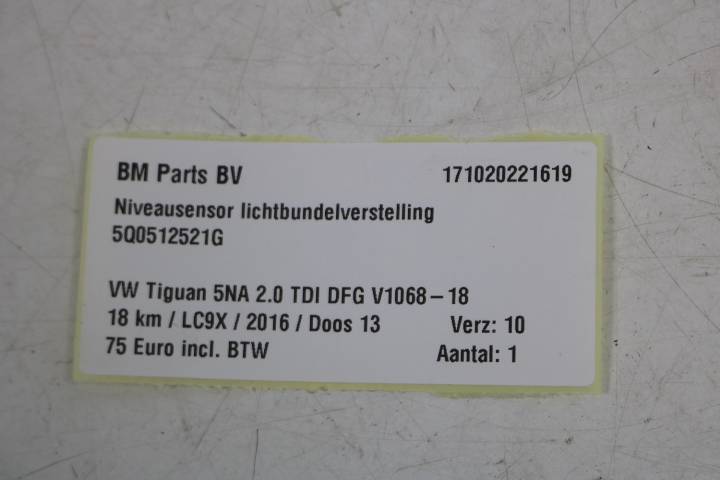 BM Parts BV 171020221619
Niveausensor lichtbundelverstelling
5Q0512521G
VW Tiguan 5NA 2.0 TDI DFG V1068-18
18 km / LC9X / 2016 / Doos 13 Verz: 10
75 Euro incl. BTW Aantal: 1